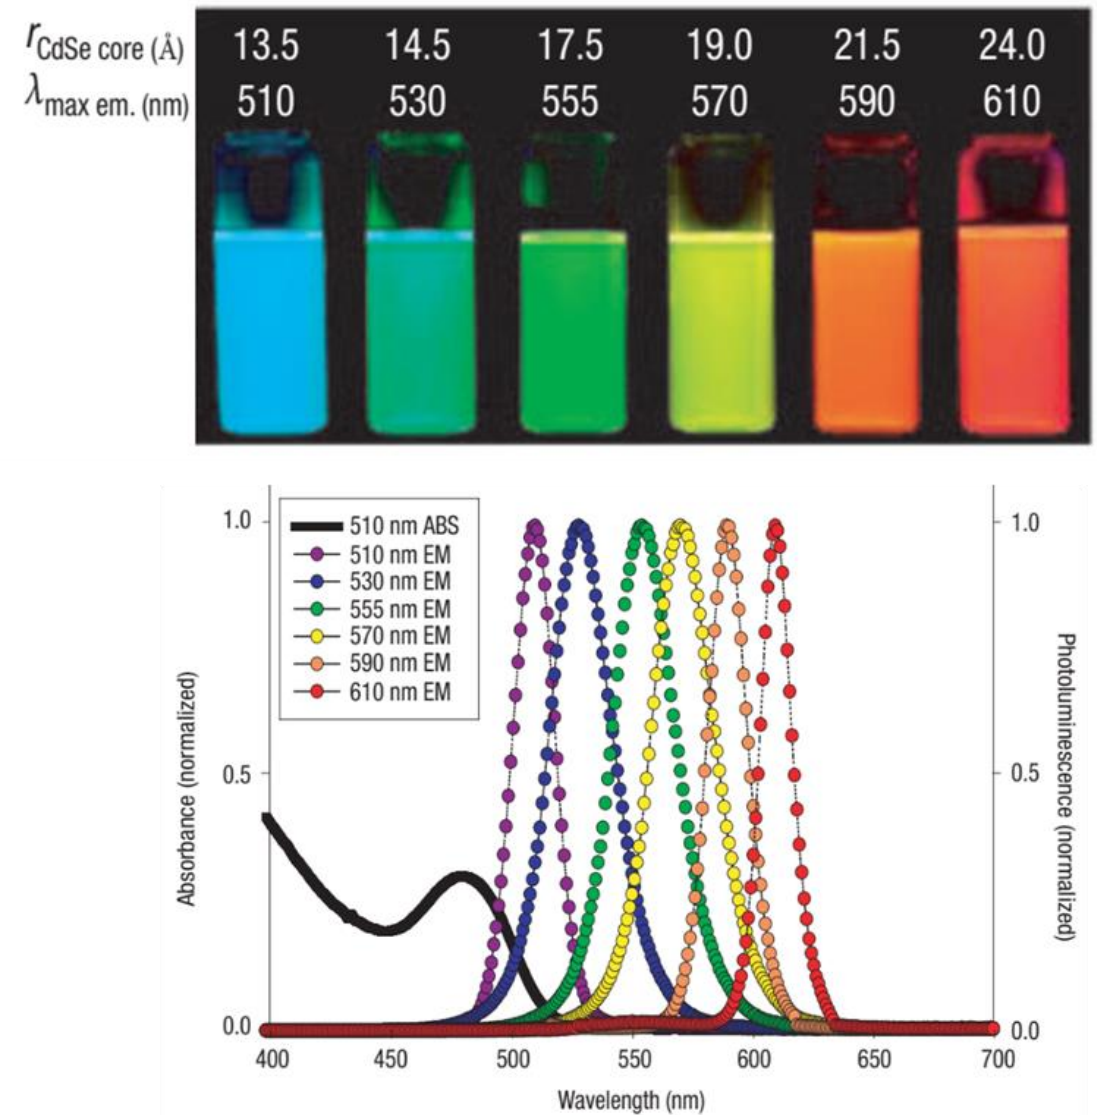 rCdSe core (Å) 13.5 14.5 17.5 19.0 21.5 24.0
λmax em. (nm) 510 530 555 570 590 610
510 nm ABS
510 nm EM
530 nm EM
555 nm EM
570 nm EM
590 nm EM
610 nm EM
Absorbance (normalized)
1.0
0.5
0.0
Photoluminescence (normalized)
1.0
0.5
0.0
400 450 500 550 600 650 700
Wavelength (nm)